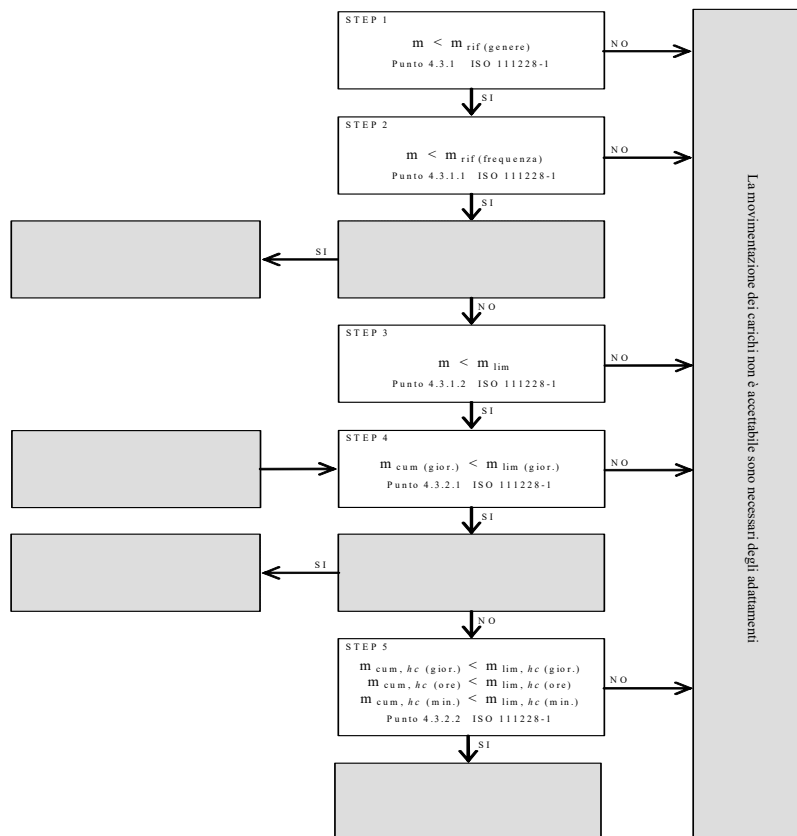 STEP 1
m < m rif (genere)
Punto 4.3.1 ISO 111228-1
NO
SI
STEP 2
m < m rif (frequenza)
Punto 4.3.1.1 ISO 111228-1
NO
SI
SI
NO
STEP 3
m < m lim
Punto 4.3.1.2 ISO 111228-1
NO
SI
STEP 4
m cum (gior.) < m lim (gior.)
Punto 4.3.2.1 ISO 111228-1
NO
SI
SI
NO
STEP 5
m cum, hc (gior.) < m lim, hc (gior.)
m cum, hc (ore) < m lim, hc (ore)
m cum, hc (min.) < m lim, hc (min.)
Punto 4.3.2.2 ISO 111228-1
NO
SI
La movimentazione dei carichi non è accettabile sono necessari degli adattamenti